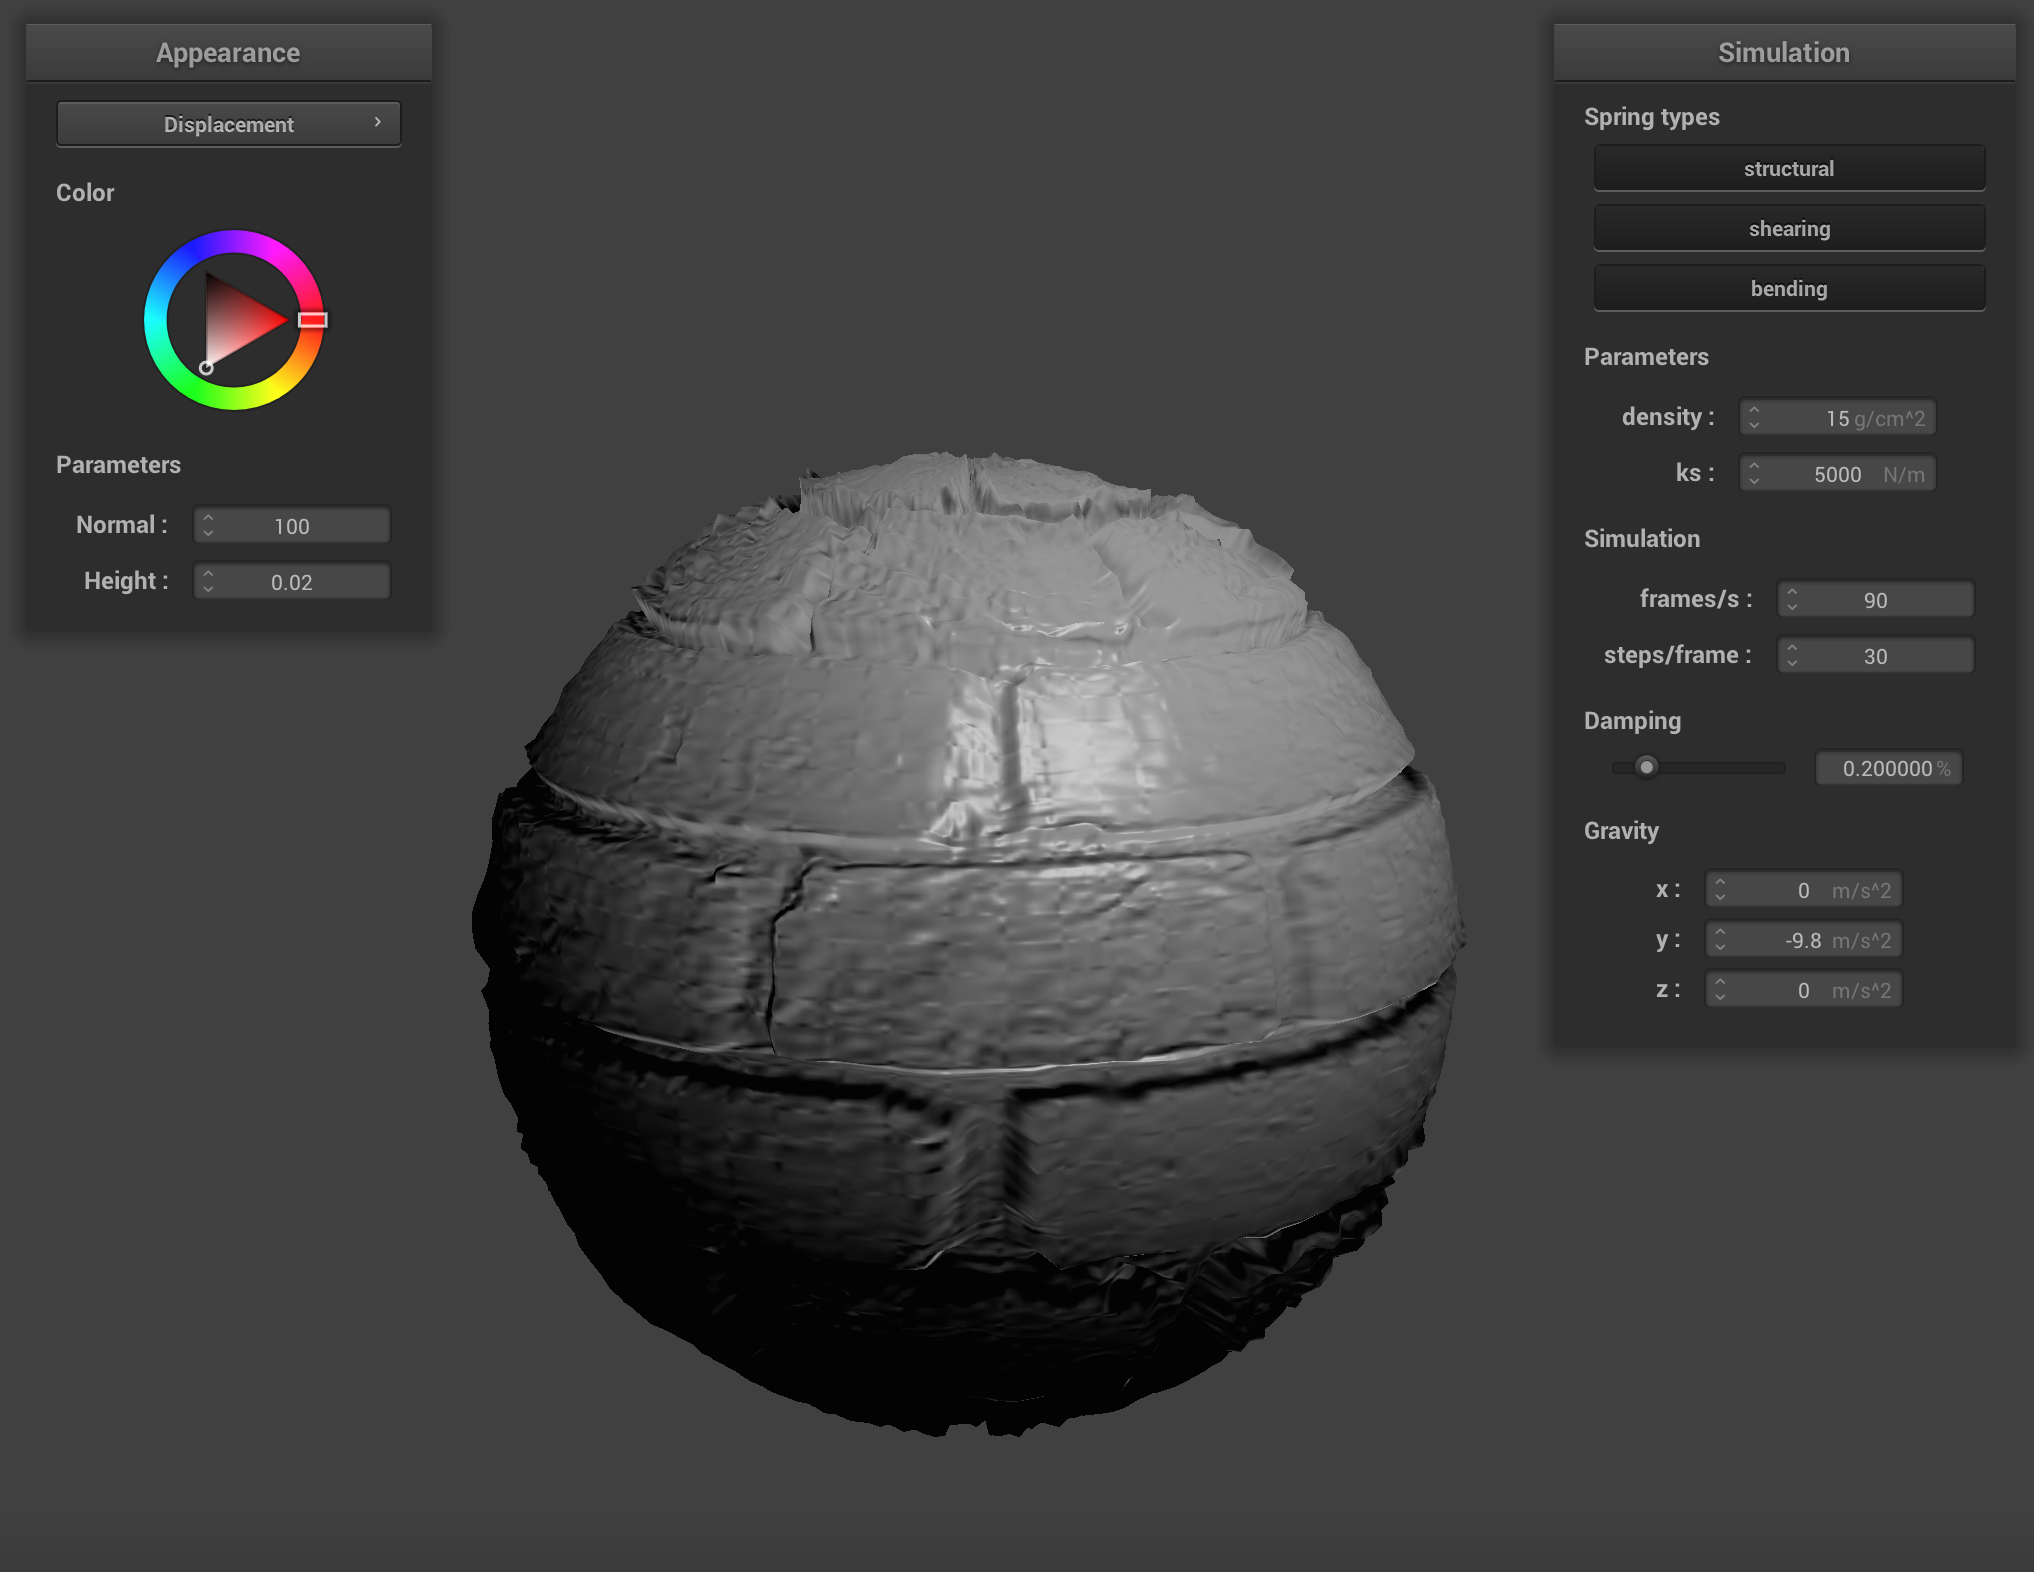 Appearance
Displacement
Color
Parameters
Normal : 100
Height : 0.02
Simulation
Spring types
structural
shearing
bending
Parameters
density : 15 g/cm^2
ks : 5000 N/m
Simulation
frames/s : 90
steps/frame : 30
Damping
0.200000 %
Gravity
x : 0 m/s^2
y : -9.8 m/s^2
z : 0 m/s^2